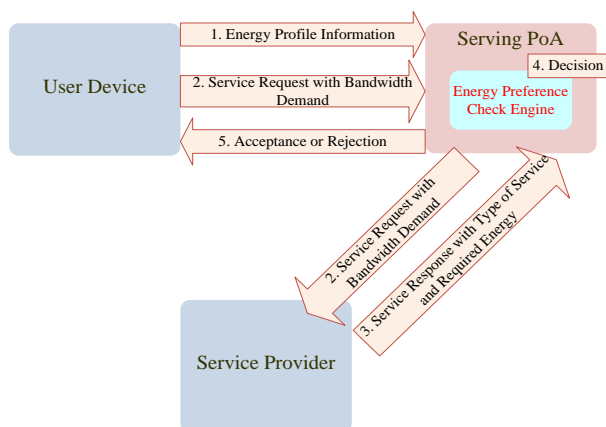 1. Energy Profile Information
Serving PoA
User Device
4. Decision
2. Service Request with Bandwidth
Demand
Energy Preference
Check Engine
5. Acceptance or Rejection
2. Service Request with
Bandwidth Demand
3. Service Response with Type of Service
and Required Energy
Service Provider